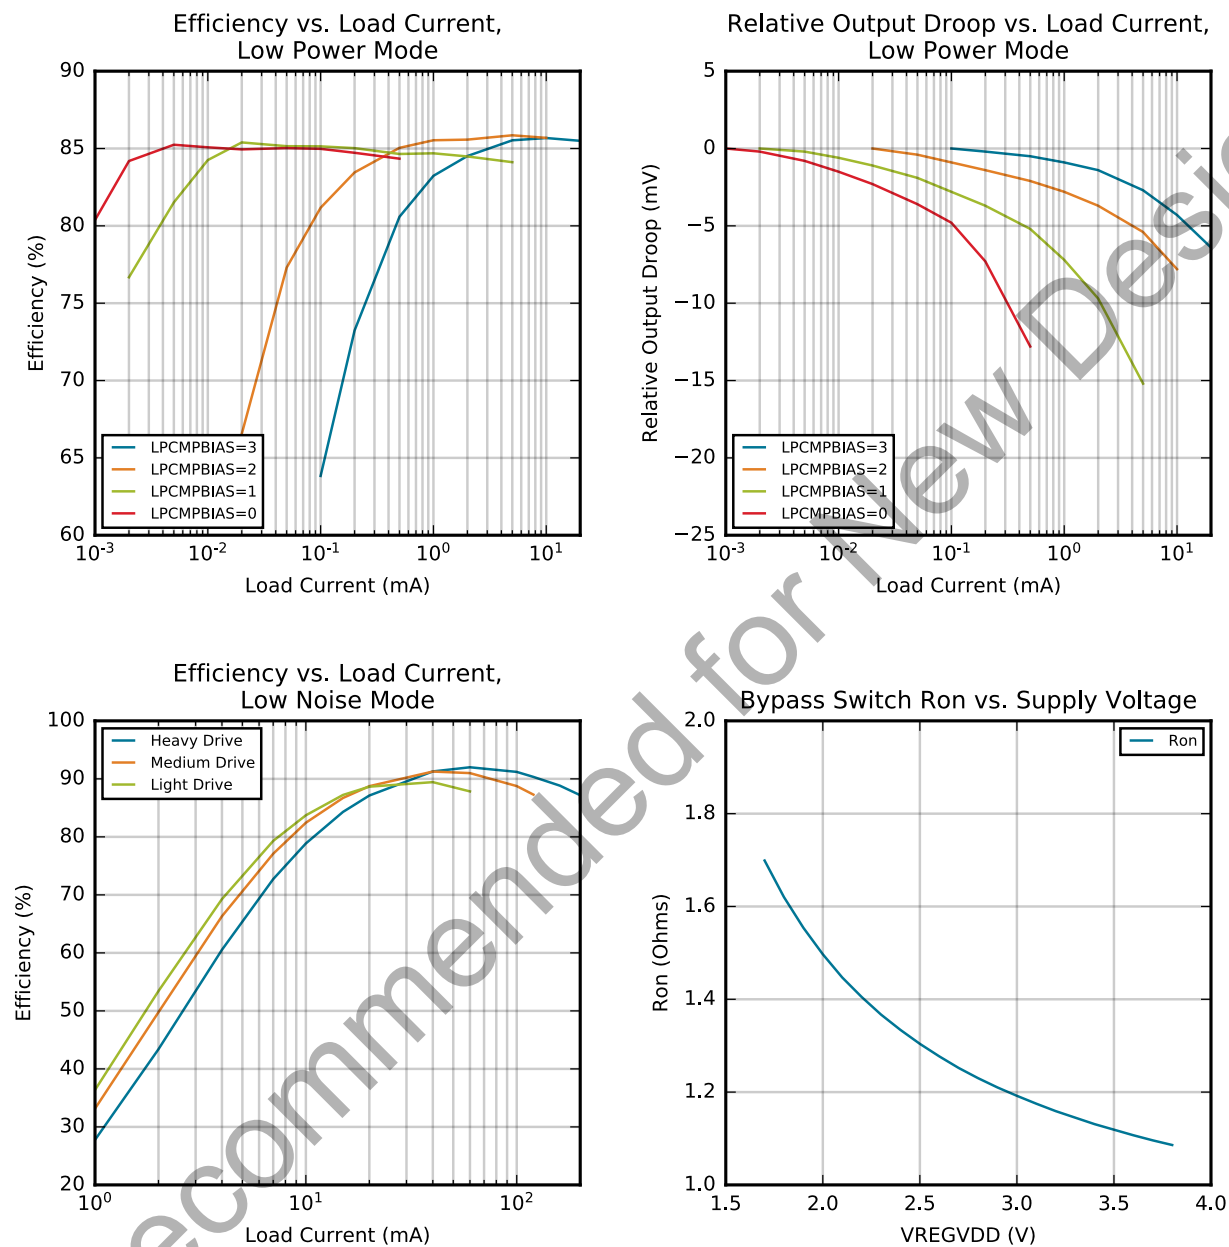 Efficiency vs. Load Current,
Low Power Mode
90
85
80
75
70
65
60
Efficiency (%)
LPCMPBIAS=3
LPCMPBIAS=2
LPCMPBIAS=1
LPCMPBIAS=0
10⁻³ 10⁻² 10⁻¹ 10⁰ 10¹
Load Current (mA)
Relative Output Droop vs. Load Current,
Low Power Mode
5
0
−5
−10
−15
−20
−25
Relative Output Droop (mV)
LPCMPBIAS=3
LPCMPBIAS=2
LPCMPBIAS=1
LPCMPBIAS=0
10⁻³ 10⁻² 10⁻¹ 10⁰ 10¹
Load Current (mA)
Efficiency vs. Load Current,
Low Noise Mode
100
90
80
70
60
50
40
30
20
Efficiency (%)
Heavy Drive
Medium Drive
Light Drive
10⁰ 10¹ 10²
Load Current (mA)
Bypass Switch Ron vs. Supply Voltage
2.0
1.8
1.6
1.4
1.2
1.0
Ron (Ohms)
Ron
1.5 2.0 2.5 3.0 3.5 4.0
VREGVDD (V)
ecommended for New Desig